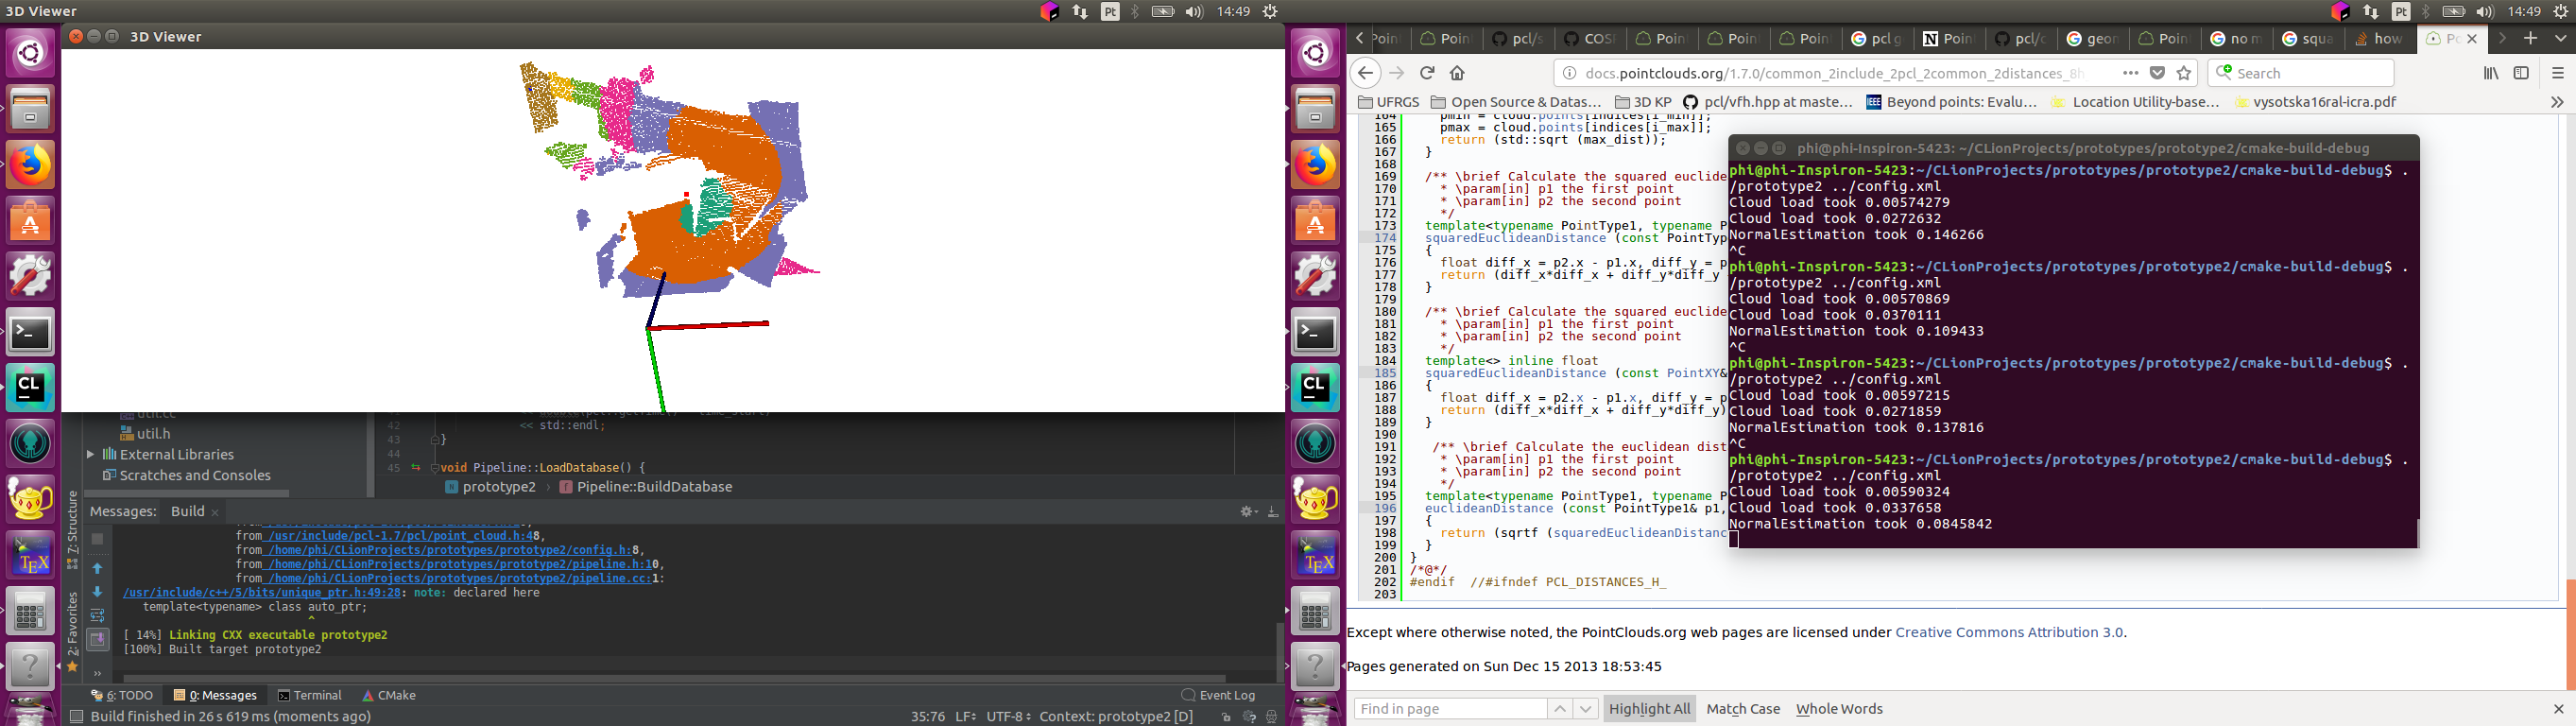 3D Viewer
Pt
14:49
3D Viewer
util.cc
util.h
External Libraries
Scratches and Consoles
42
43
44
45
<< std::endl;
}
void Pipeline::LoadDatabase() {
prototype2 Pipeline::BuildDatabase
Messages: Build
from /usr/include/pcl-1.7/pcl/point_cloud.h:48,
from /home/phi/CLionProjects/prototypes/prototype2/config.h:8,
from /home/phi/CLionProjects/prototypes/prototype2/pipeline.h:10,
from /home/phi/CLionProjects/prototypes/prototype2/pipeline.cc:1:
/usr/include/c++/5/bits/unique_ptr.h:49:28: note: declared here
template<typename> class auto_ptr;
^
[ 14%] Linking CXX executable prototype2
[100%] Built target prototype2
7: Structure
2: Favorites
6: TODO 0: Messages Terminal CMake Event Log
Build finished in 26 s 619 ms (moments ago) 35:76 LF UTF-8 Context: prototype2 [D]
CL
TEX
Pt
14:49
Poin pcl/s COSI Poin Poin Poin pcl g Poin pcl/c geon Poin no m squa how Po
docs.pointclouds.org/1.7.0/common_2include_2pcl_2common_2distances_8h Search
UFRGS Open Source & Datas... 3D KP pcl/vfh.hpp at maste... IEEE Beyond points: Evalu... Location Utility-base... vysotska16ral-icra.pdf
164 pmin = cloud.points[indices[i_min]];
165 pmax = cloud.points[indices[i_max]];
166 return (std::sqrt (max_dist));
167 }
168
169 /** \brief Calculate the squared euclide
170 * \param[in] p1 the first point
171 * \param[in] p2 the second point
172 */
173 template<typename PointType1, typename P
174 squaredEuclideanDistance (const PointTyp
175 {
176 float diff_x = p2.x - p1.x, diff_y = p
177 return (diff_x*diff_x + diff_y*diff_y
178 }
179
180 /** \brief Calculate the squared euclide
181 * \param[in] p1 the first point
182 * \param[in] p2 the second point
183 */
184 template<> inline float
185 squaredEuclideanDistance (const PointXY&
186 {
187 float diff_x = p2.x - p1.x, diff_y = p
188 return (diff_x*diff_x + diff_y*diff_y)
189 }
190
191 /** \brief Calculate the euclidean dist
192 * \param[in] p1 the first point
193 * \param[in] p2 the second point
194 */
195 template<typename PointType1, typename P
196 euclideanDistance (const PointType1& p1,
197 {
198 return (sqrtf (squaredEuclideanDistanc
199 }
200 }
201 /*@*/
202 #endif //#ifndef PCL_DISTANCES_H_
203
phi@phi-Inspiron-5423: ~/CLionProjects/prototypes/prototype2/cmake-build-debug
phi@phi-Inspiron-5423:~/CLionProjects/prototypes/prototype2/cmake-build-debug$ .
/prototype2 ../config.xml
Cloud load took 0.00574279
Cloud load took 0.0272632
NormalEstimation took 0.146266
^C
phi@phi-Inspiron-5423:~/CLionProjects/prototypes/prototype2/cmake-build-debug$ .
/prototype2 ../config.xml
Cloud load took 0.00570869
Cloud load took 0.0370111
NormalEstimation took 0.109433
^C
phi@phi-Inspiron-5423:~/CLionProjects/prototypes/prototype2/cmake-build-debug$ .
/prototype2 ../config.xml
Cloud load took 0.00597215
Cloud load took 0.0271859
NormalEstimation took 0.137816
^C
phi@phi-Inspiron-5423:~/CLionProjects/prototypes/prototype2/cmake-build-debug$ .
/prototype2 ../config.xml
Cloud load took 0.00590324
Cloud load took 0.0337658
NormalEstimation took 0.0845842
Except where otherwise noted, the PointClouds.org web pages are licensed under Creative Commons Attribution 3.0.
Pages generated on Sun Dec 15 2013 18:53:45
Find in page Highlight All Match Case Whole Words
CL
TEX